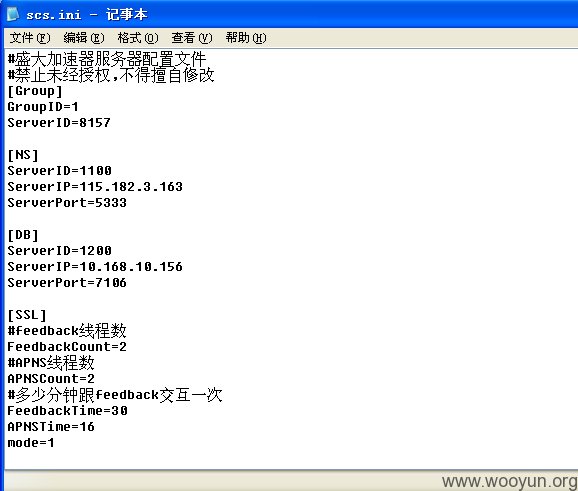 scs.ini - 记事本
文件(F) 编辑(E) 格式(O) 查看(V) 帮助(H)
#盛大加速器服务器配置文件
#禁止未经授权,不得擅自修改
[Group]
GroupID=1
ServerID=8157
[NS]
ServerID=1100
ServerIP=115.182.3.163
ServerPort=5333
[DB]
ServerID=1200
ServerIP=10.168.10.156
ServerPort=7106
[SSL]
#feedback线程数
FeedbackCount=2
#APNS线程数
APNSCount=2
#多少分钟跟feedback交互一次
FeedbackTime=30
APNSTime=16
mode=1
www.wooyun.org